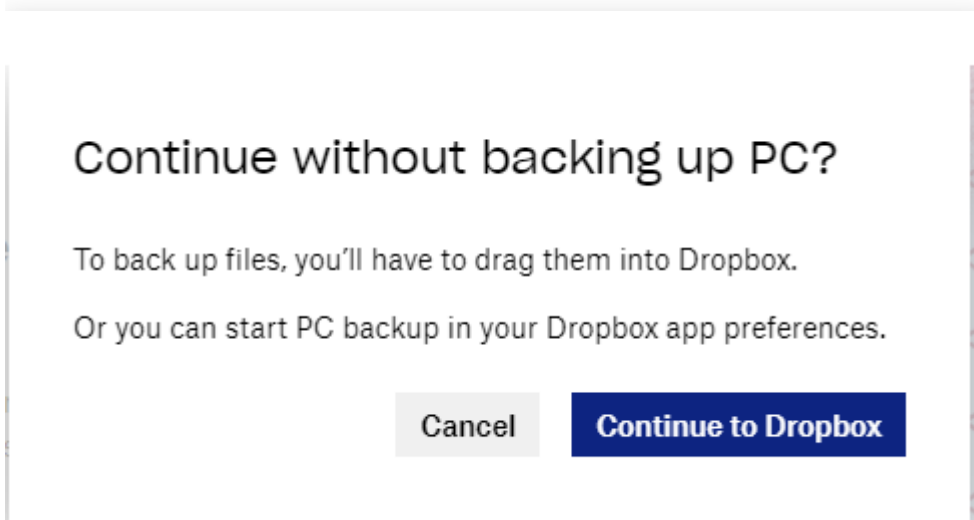 Continue without backing up PC?
To back up files, you’ll have to drag them into Dropbox.
Or you can start PC backup in your Dropbox app preferences.
Cancel
Continue to Dropbox